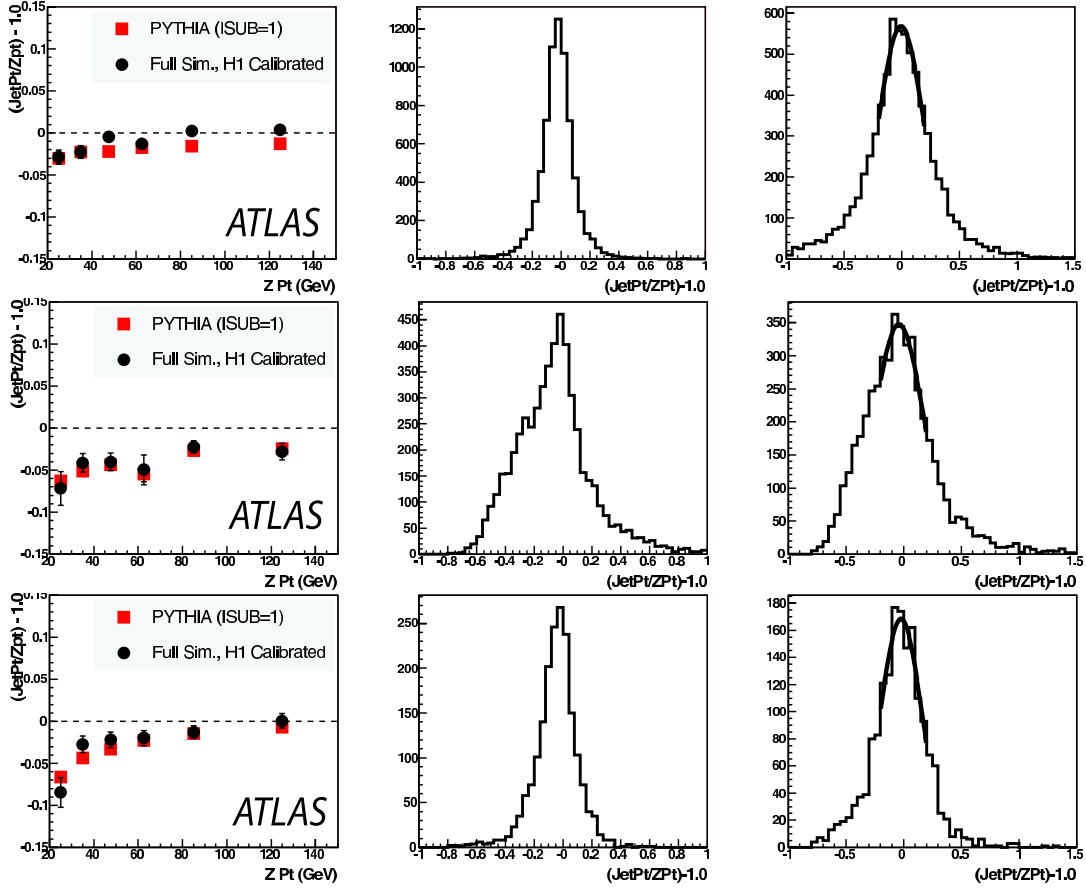 (JetPt/Zpt) - 1.0
0.15
0.1
0.05
0
-0.05
-0.1
-0.15
PYTHIA (ISUB=1)
Full Sim., H1 Calibrated
ATLAS
20 40 60 80 100 120 140
Z Pt (GeV)
1200
1000
800
600
400
200
0
-1 -0.8 -0.6 -0.4 -0.2 -0 0.2 0.4 0.6 0.8 1
(JetPt/ZPt)-1.0
600
500
400
300
200
100
0
-1 -0.5 0 0.5 1 1.5
(JetPt/ZPt)-1.0
(JetPt/Zpt) - 1.0
0.15
0.1
0.05
0
-0.05
-0.1
-0.15
PYTHIA (ISUB=1)
Full Sim., H1 Calibrated
ATLAS
20 40 60 80 100 120 140
Z Pt (GeV)
450
400
350
300
250
200
150
100
50
0
-1 -0.8 -0.6 -0.4 -0.2 -0 0.2 0.4 0.6 0.8 1
(JetPt/ZPt)-1.0
350
300
250
200
150
100
50
0
-1 -0.5 0 0.5 1 1.5
(JetPt/ZPt)-1.0
(JetPt/Zpt) - 1.0
0.15
0.1
0.05
0
-0.05
-0.1
-0.15
PYTHIA (ISUB=1)
Full Sim., H1 Calibrated
ATLAS
20 40 60 80 100 120 140
Z Pt (GeV)
250
200
150
100
50
0
-1 -0.8 -0.6 -0.4 -0.2 -0 0.2 0.4 0.6 0.8 1
(JetPt/ZPt)-1.0
180
160
140
120
100
80
60
40
20
0
-1 -0.5 0 0.5 1 1.5
(JetPt/ZPt)-1.0